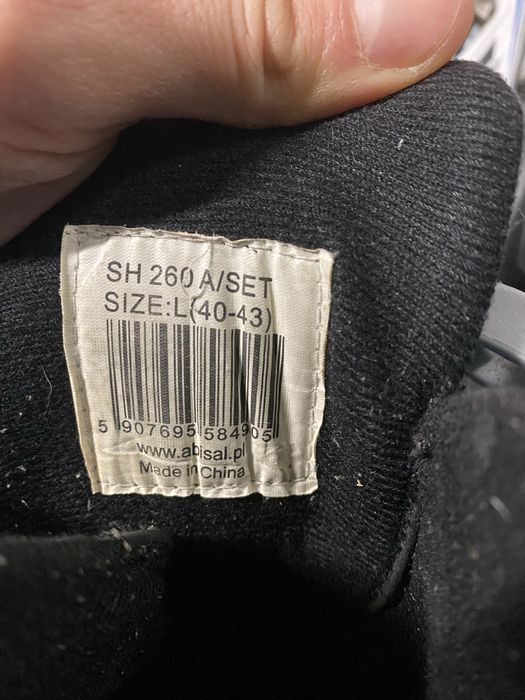 SH 260 A/SET
SIZE:L(40-43)
5 907695 584905
www.abisal.pl
Made in China